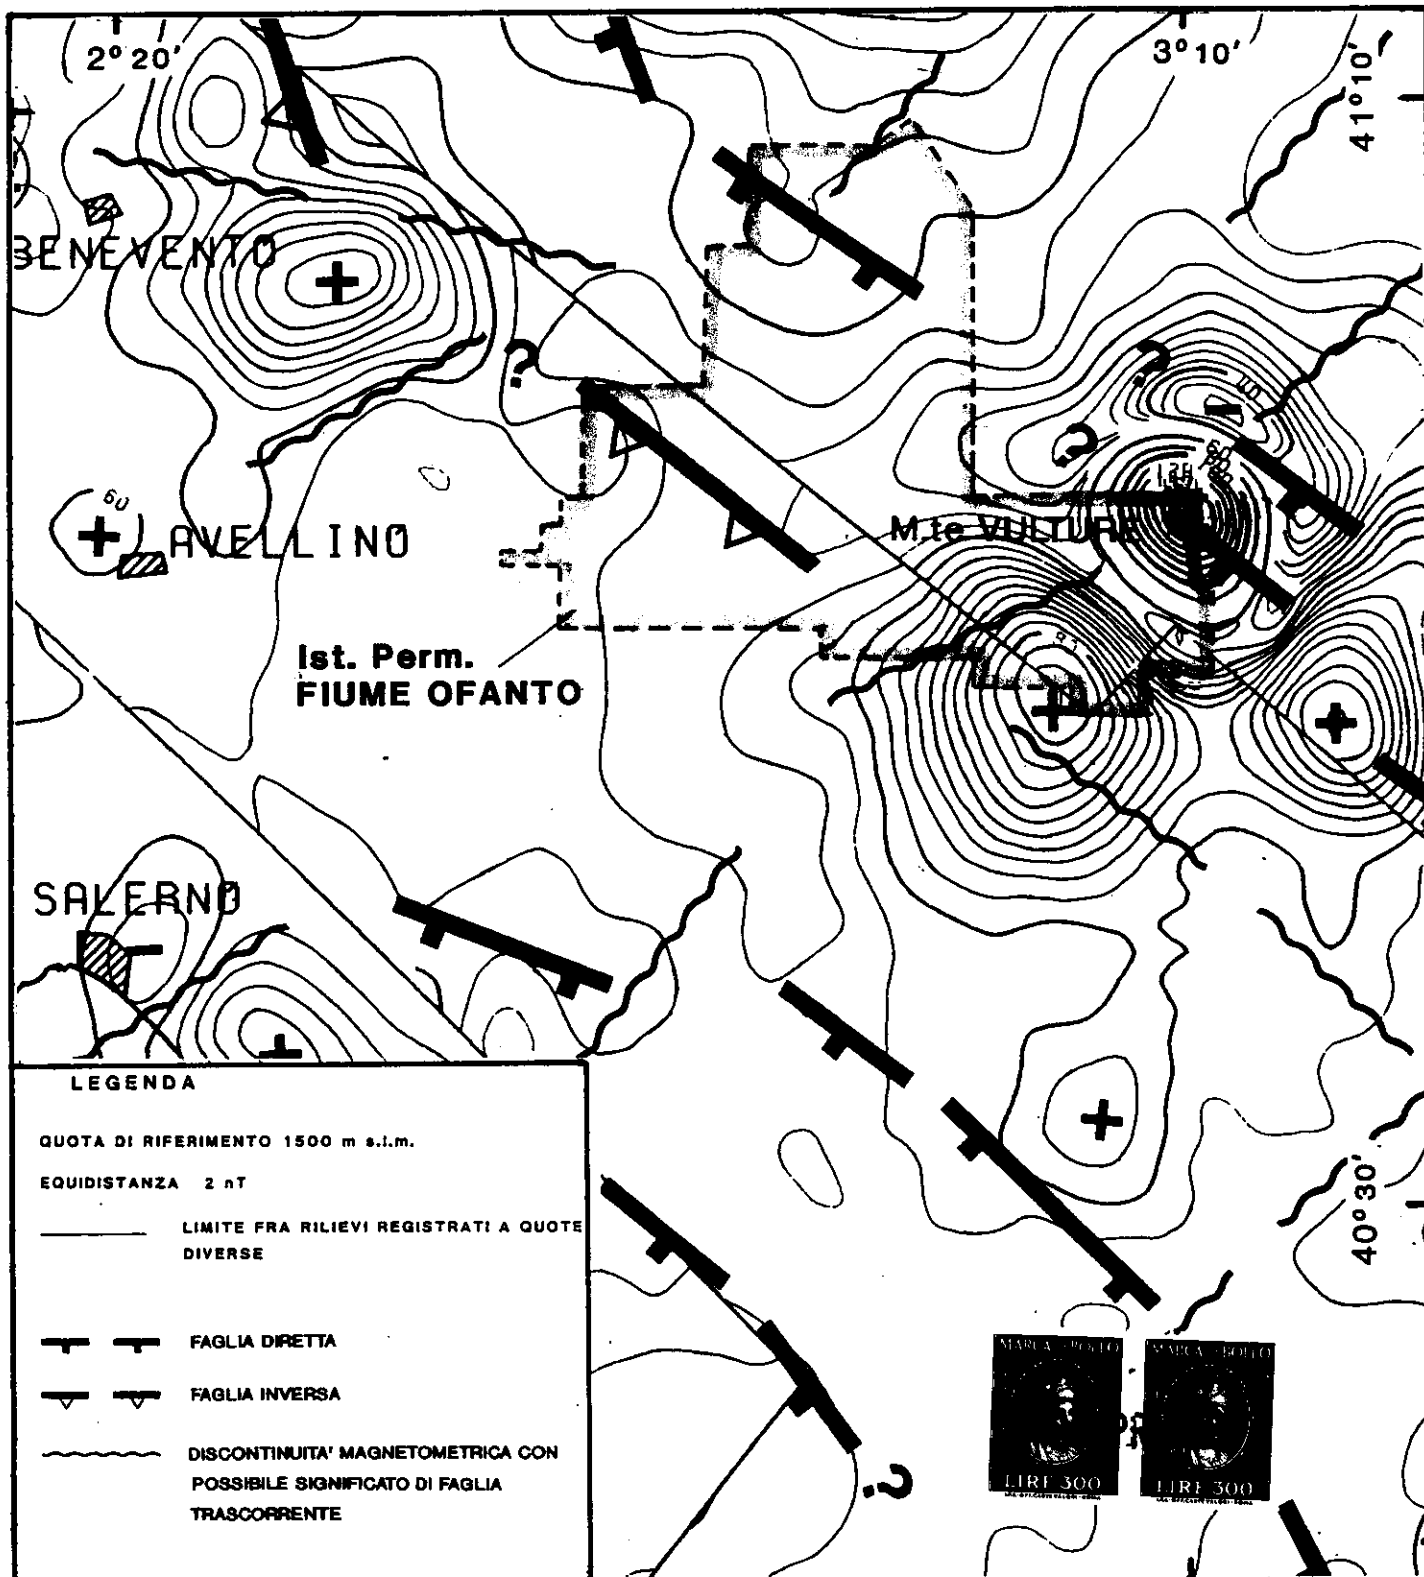 2° 20'
3° 10'
41° 10'
BENEVENTO
?
?
?
60
AVELLINO
M.te VULTURE
Ist. Perm.
FIUME OFANTO
SALERNO
LEGENDA
QUOTA DI RIFERIMENTO 1500 m s.l.m.
EQUIDISTANZA 2 nT
LIMITE FRA RILIEVI REGISTRATI A QUOTE
DIVERSE
FAGLIA DIRETTA
FAGLIA INVERSA
DISCONTINUITA' MAGNETOMETRICA CON
POSSIBILE SIGNIFICATO DI FAGLIA
TRASCORRENTE
40° 30'
?
MARCA BOLLO
LIRE 300
MARCA BOLLO
LIRE 300